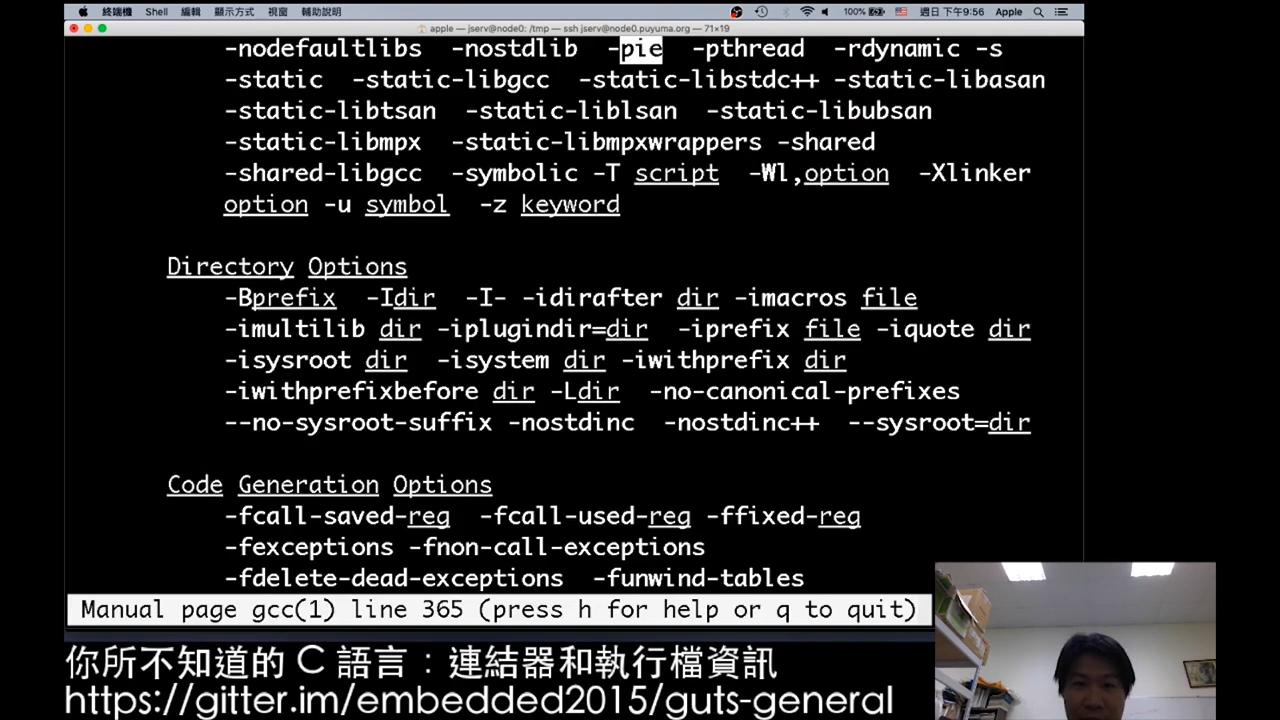 終端機 Shell 編輯 顯示方式 視窗 輔助說明 100% 週日 下午9:56 Apple
apple — jserv@node0: /tmp — ssh jserv@node0.puyuma.org — 71×19
-nodefaultlibs -nostdlib -pie -pthread -rdynamic -s
-static -static-libgcc -static-libstdc++ -static-libasan
-static-libtsan -static-liblsan -static-libubsan
-static-libmpx -static-libmpxwrappers -shared
-shared-libgcc -symbolic -T script -Wl,option -Xlinker
option -u symbol -z keyword
Directory Options
-Bprefix -Idir -I- -idirafter dir -imacros file
-imultilib dir -iplugindir=dir -iprefix file -iquote dir
-isysroot dir -isystem dir -iwithprefix dir
-iwithprefixbefore dir -Ldir -no-canonical-prefixes
--no-sysroot-suffix -nostdinc -nostdinc++ --sysroot=dir
Code Generation Options
-fcall-saved-reg -fcall-used-reg -ffixed-reg
-fexceptions -fnon-call-exceptions
-fdelete-dead-exceptions -funwind-tables
Manual page gcc(1) line 365 (press h for help or q to quit)
你所不知道的 C 語言：連結器和執行檔資訊
https://gitter.im/embedded2015/guts-general